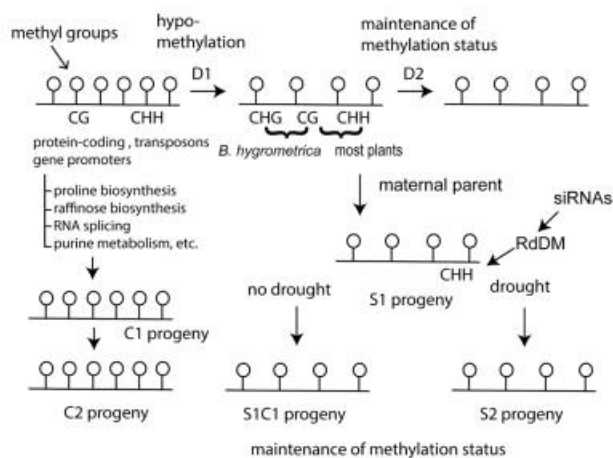 methyl groups
hypo-
methylation
maintenance of
methylation status
D1
D2
CG CHH
CHG CG CHH
B. hygrometrica most plants
protein-coding , transposons
gene promoters
proline biosynthesis
raffinose biosynthesis
RNA splicing
purine metabolism, etc.
maternal parent
siRNAs
RdDM
CHH
S1 progeny
no drought
drought
C1 progeny
C2 progeny
S1C1 progeny
S2 progeny
maintenance of methylation status